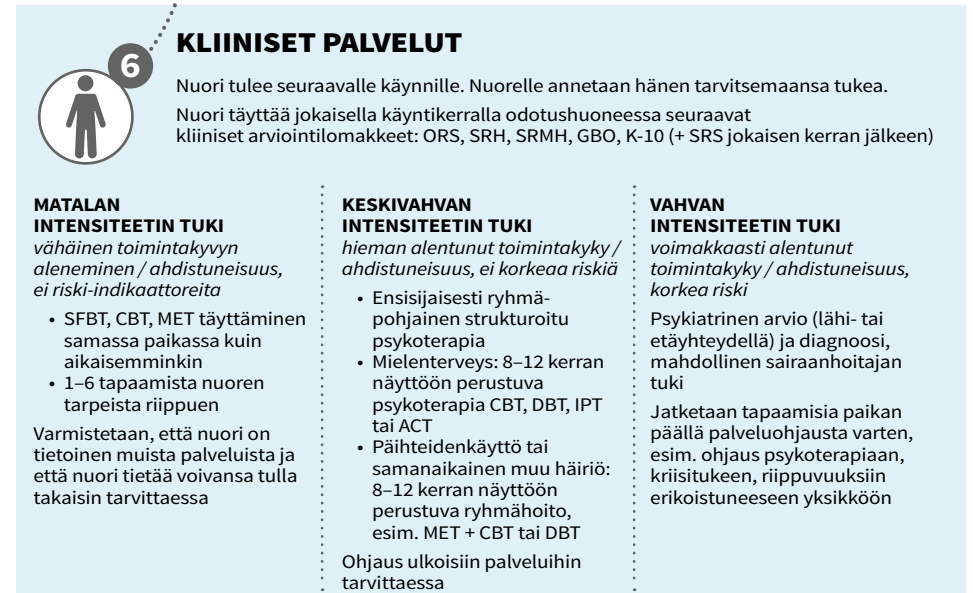 6
KLIINISET PALVELUT
Nuori tulee seuraavalle käynnille. Nuorelle annetaan hänen tarvitsemaansa tukea.
Nuori täyttää jokaisella käyntikerralla odotushuoneessa seuraavat
kliiniset arviointilomakkeet: ORS, SRH, SRMH, GBO, K-10 (+ SRS jokaisen kerran jälkeen)
MATALAN
INTENSITEETIN TUKI
vähäinen toimintakyvyn
aleneminen / ahdistuneisuus,
ei riski-indikaattoreita
• SFBT, CBT, MET täyttäminen
samassa paikassa kuin
aikaisemminkin
• 1–6 tapaamista nuoren
tarpeista riippuen
Varmistetaan, että nuori on
tietoinen muista palveluista ja
että nuori tietää voivansa tulla
takaisin tarvittaessa
KESKIVAHVAN
INTENSITEETIN TUKI
hieman alentunut toimintakyky /
ahdistuneisuus, ei korkeaa riskiä
• Ensisijaisesti ryhmä-
pohjainen strukturoitu
psykoterapia
• Mielenterveys: 8–12 kerran
näyttöön perustuva
psykoterapia CBT, DBT, IPT
tai ACT
• Päihteidenkäyttö tai
samanaikainen muu häiriö:
8–12 kerran näyttöön
perustuva ryhmähoito,
esim. MET + CBT tai DBT
Ohjaus ulkoisiin palveluihin
tarvittaessa
VAHVAN
INTENSITEETIN TUKI
voimakkaasti alentunut
toimintakyky / ahdistuneisuus,
korkea riski
Psykiatrinen arvio (lähi- tai
etäyhteydellä) ja diagnoosi,
mahdollinen sairaanhoitajan
tuki
Jatketaan tapaamisia paikan
päällä palveluohjausta varten,
esim. ohjaus psykoterapiaan,
kriisitukeen, riippuvuuksiin
erikoistuneeseen yksikköön